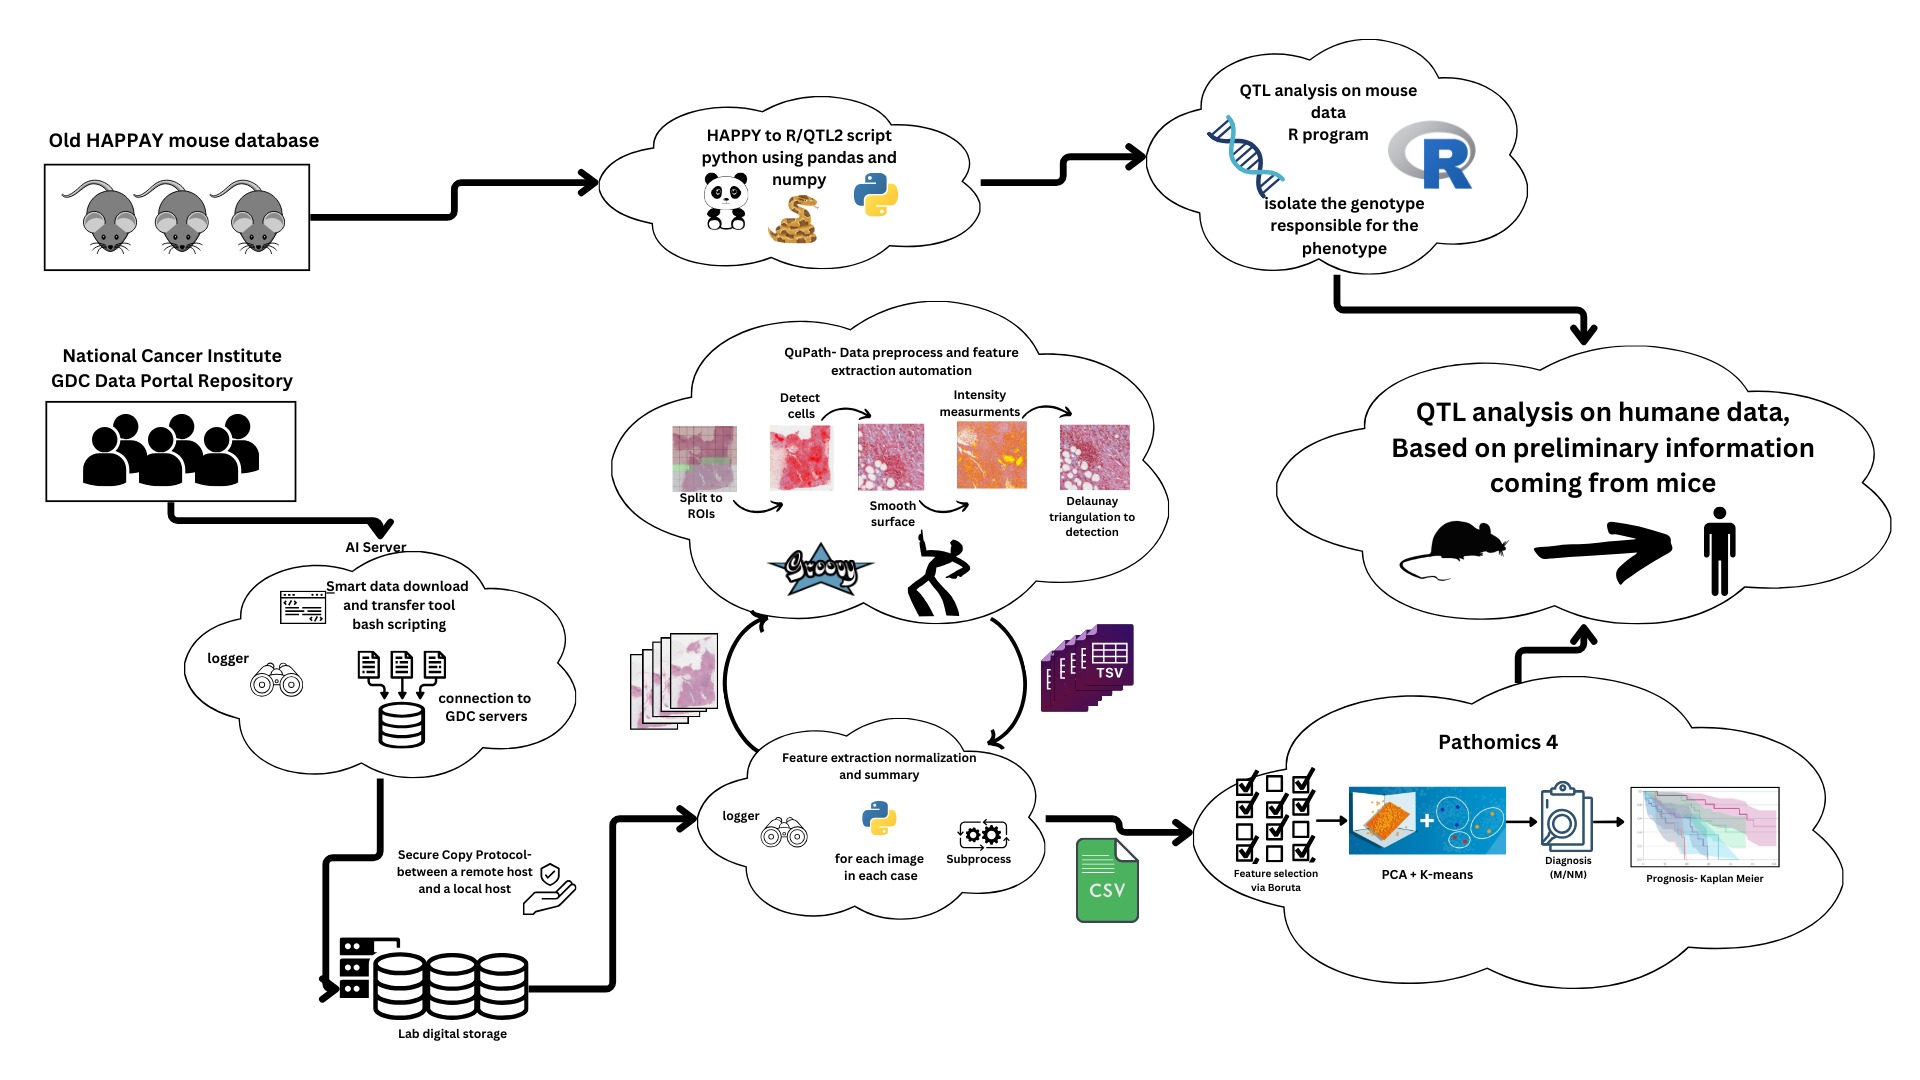 Old HAPPAY mouse database
HAPPY to R/QTL2 script
python using pandas and
numpy
QTL analysis on mouse
data
R program
R
isolate the genotype
responsible for the
phenotype
National Cancer Institute
GDC Data Portal Repository
QuPath- Data preprocess and feature
extraction automation
Detect
cells
Intensity
measurments
Split to
ROIs
Smooth
surface
Delaunay
triangulation to
detection
Groovy
QTL analysis on humane data,
Based on preliminary information
coming from mice
AI Server
Smart data download
and transfer tool
bash scripting
logger
connection to
GDC servers
TSV
Feature extraction normalization
and summary
logger
for each image
in each case
Subprocess
CSV
Pathomics 4
Feature selection
via Boruta
+
PCA + K-means
Diagnosis
(M/NM)
Prognosis- Kaplan Meier
Secure Copy Protocol-
between a remote host
and a local host
Lab digital storage